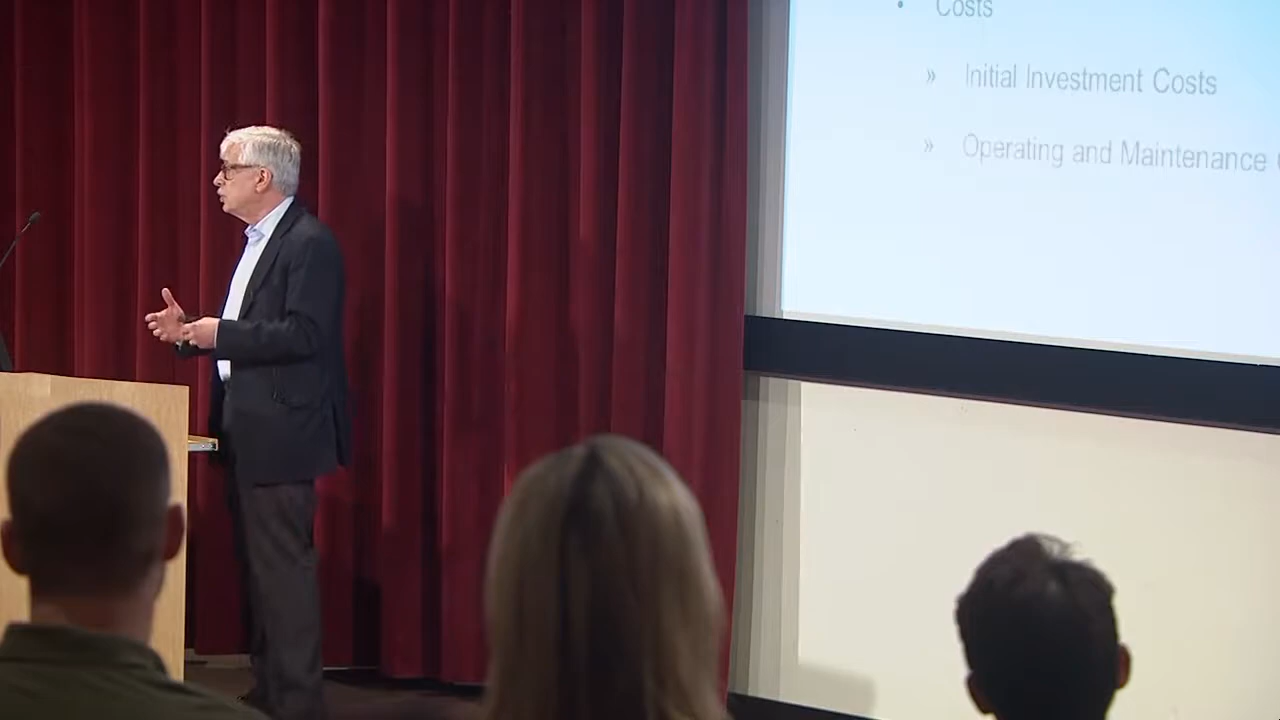 • Costs
» Initial Investment Costs
» Operating and Maintenance